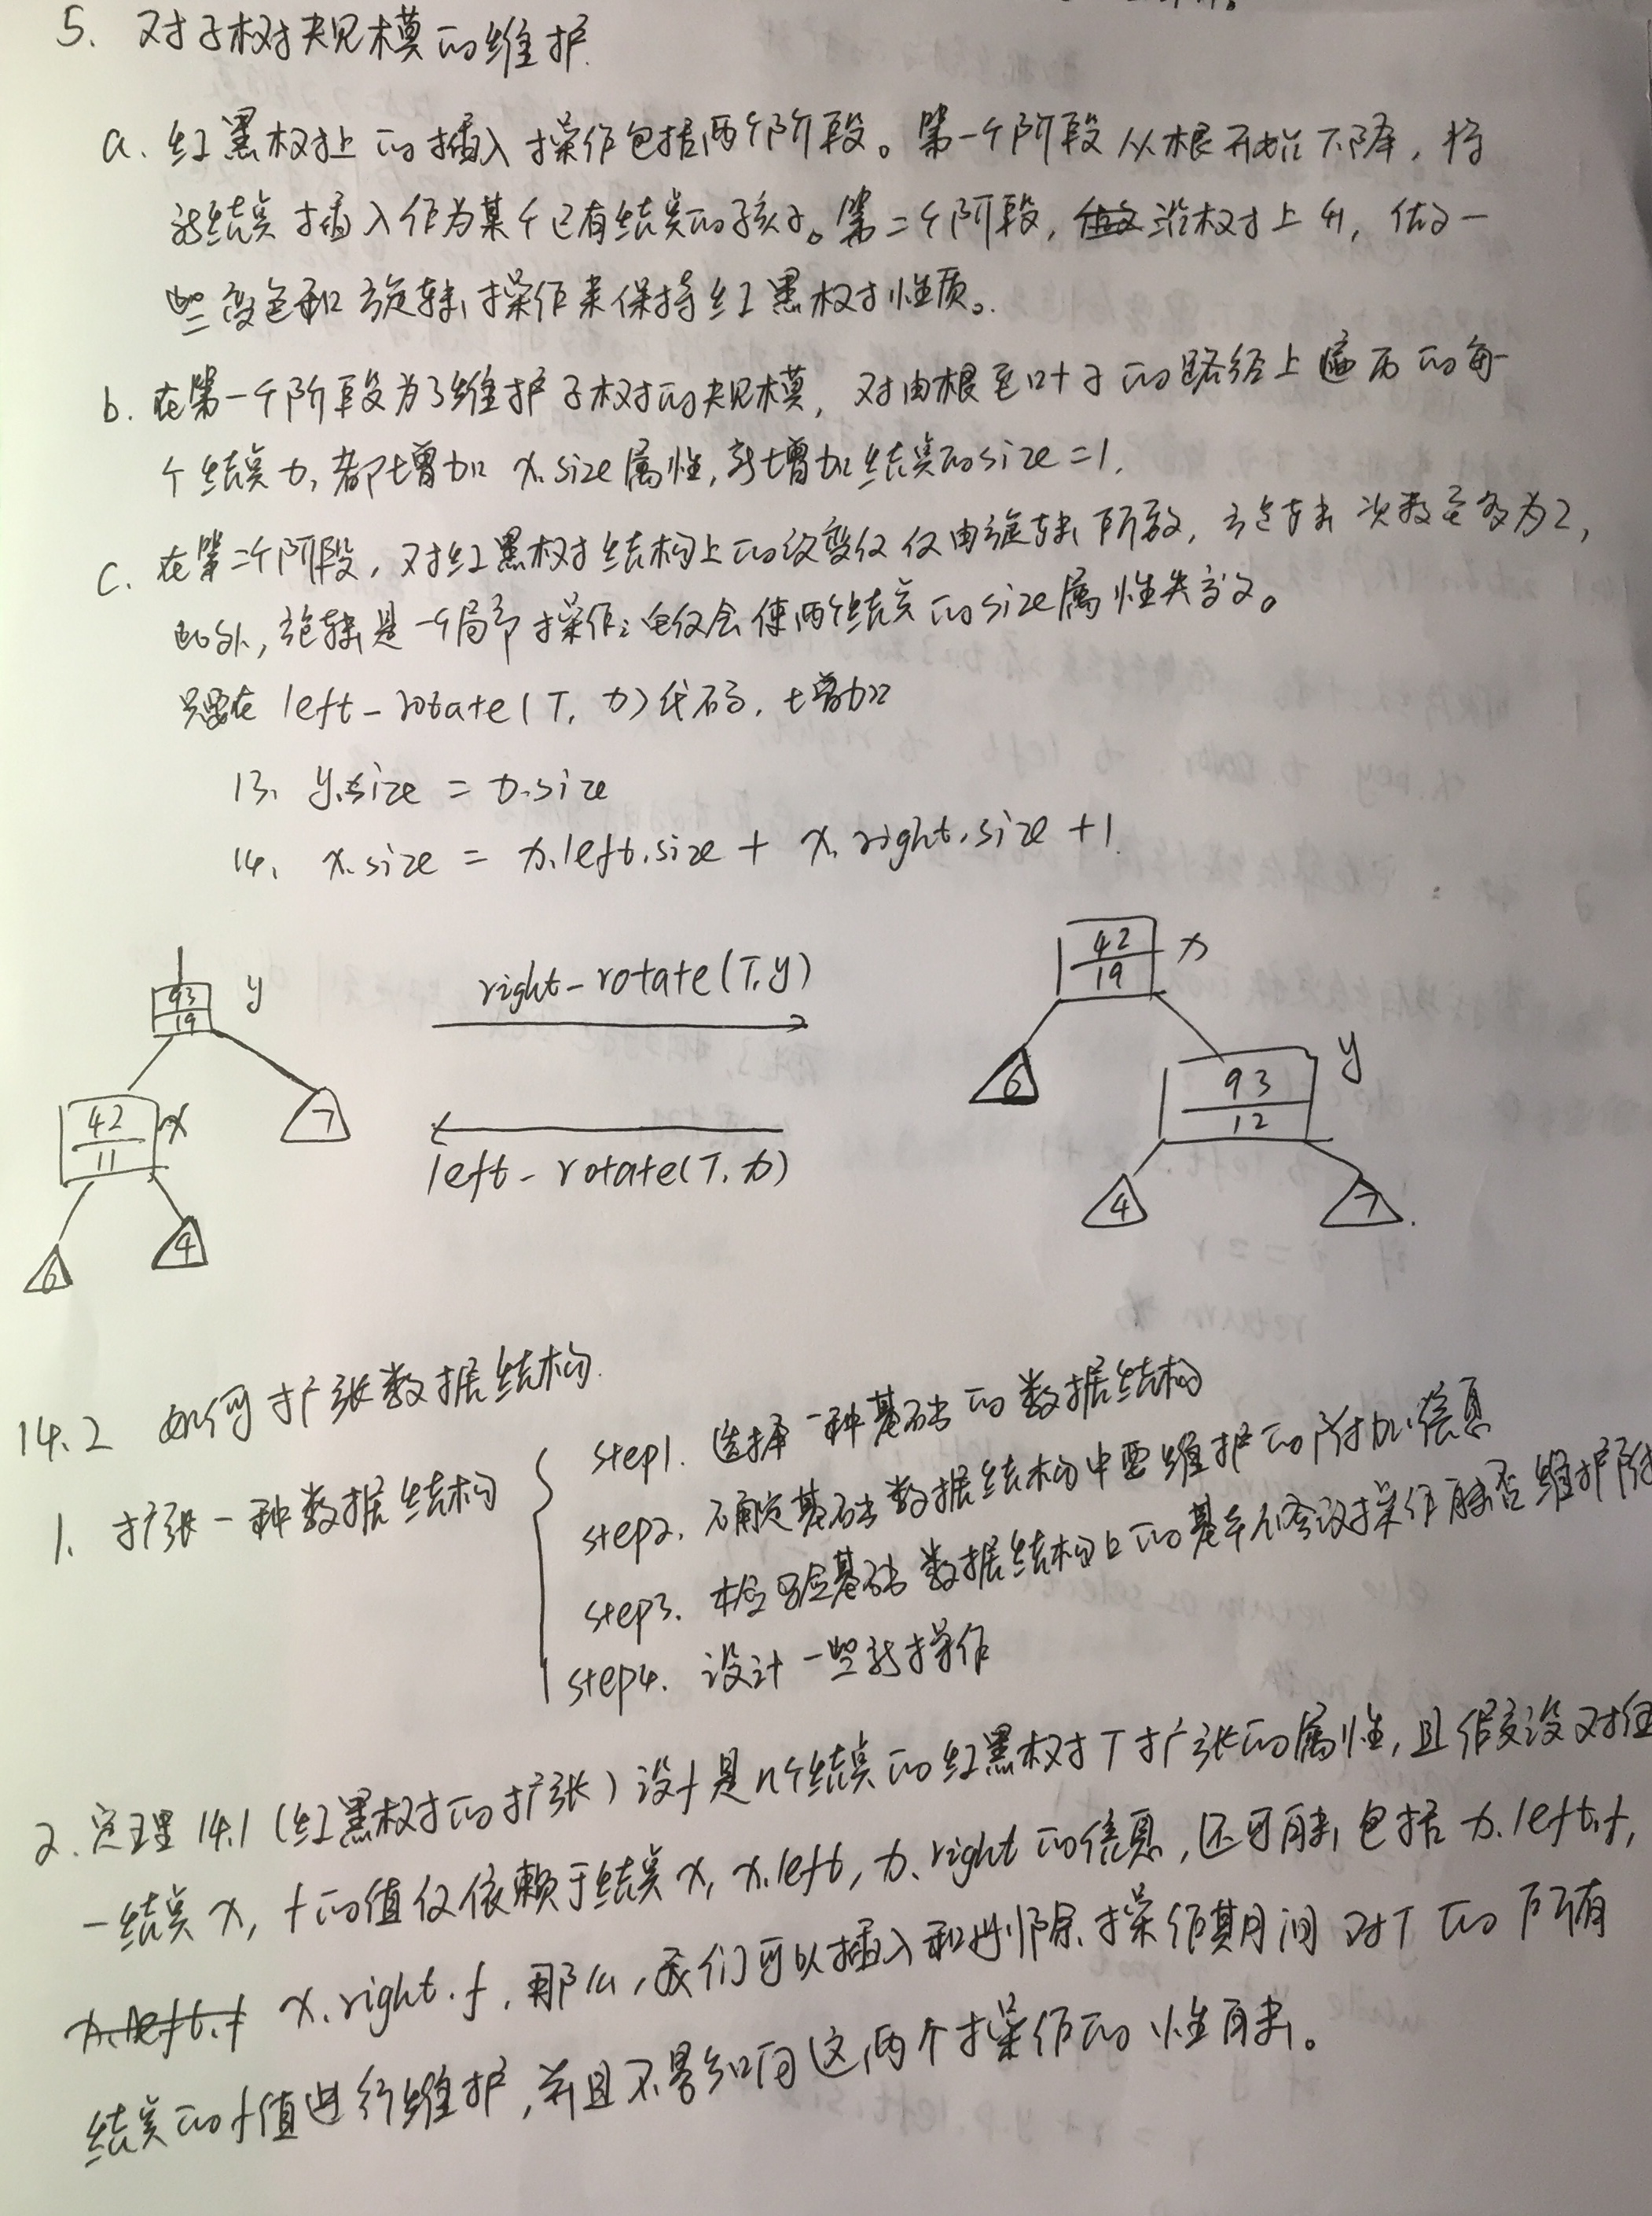 5. 对子树规模的维护.
a. 红黑树上的插入操作包括两个阶段。第一个阶段从根开始下降，将
新结点插入作为某个已有结点的孩子。第二个阶段，沿树上升，做一
些变色和旋转操作来保持红黑树性质。
b. 在第一个阶段为了维护子树的规模，对由根至叶子的路径上遍历的每一
个结点x，都增加 x.size属性，新增加结点的size=1.
c. 在第二个阶段，对红黑树结构上的改变仅仅由旋转所致，旋转次数至多为2，
此外，旋转是一个局部操作：它仅会使两个结点的size属性失效。
只要在 left-rotate(T, x)代码，增加
13. y.size = x.size
14. x.size = x.left.size + x.right.size +1.
93
19
y
42
11
x
7
6
4
right-rotate(T,y)
left-rotate(T,x)
42
19
x
6
93
12
y
4
7
14.2 如何扩张数据结构.
1. 扩张一种数据结构
step1. 选择一种基础的数据结构
step2. 确定基础数据结构中要维护的附加信息
step3. 检验基础数据结构上的基本修改操作能否维护附
step4. 设计一些新操作
2. 定理14.1 (红黑树的扩张) 设f是n个结点的红黑树T扩张的属性，且假设对任
一结点x，f的值仅依赖于结点x, x.left, x.right的信息，还可能包括x.left.f,
x.left.f x.right.f. 那么，我们可以插入和删除操作期间对T的所有
结点的f值进行维护，并且不影响这两个操作的性能。